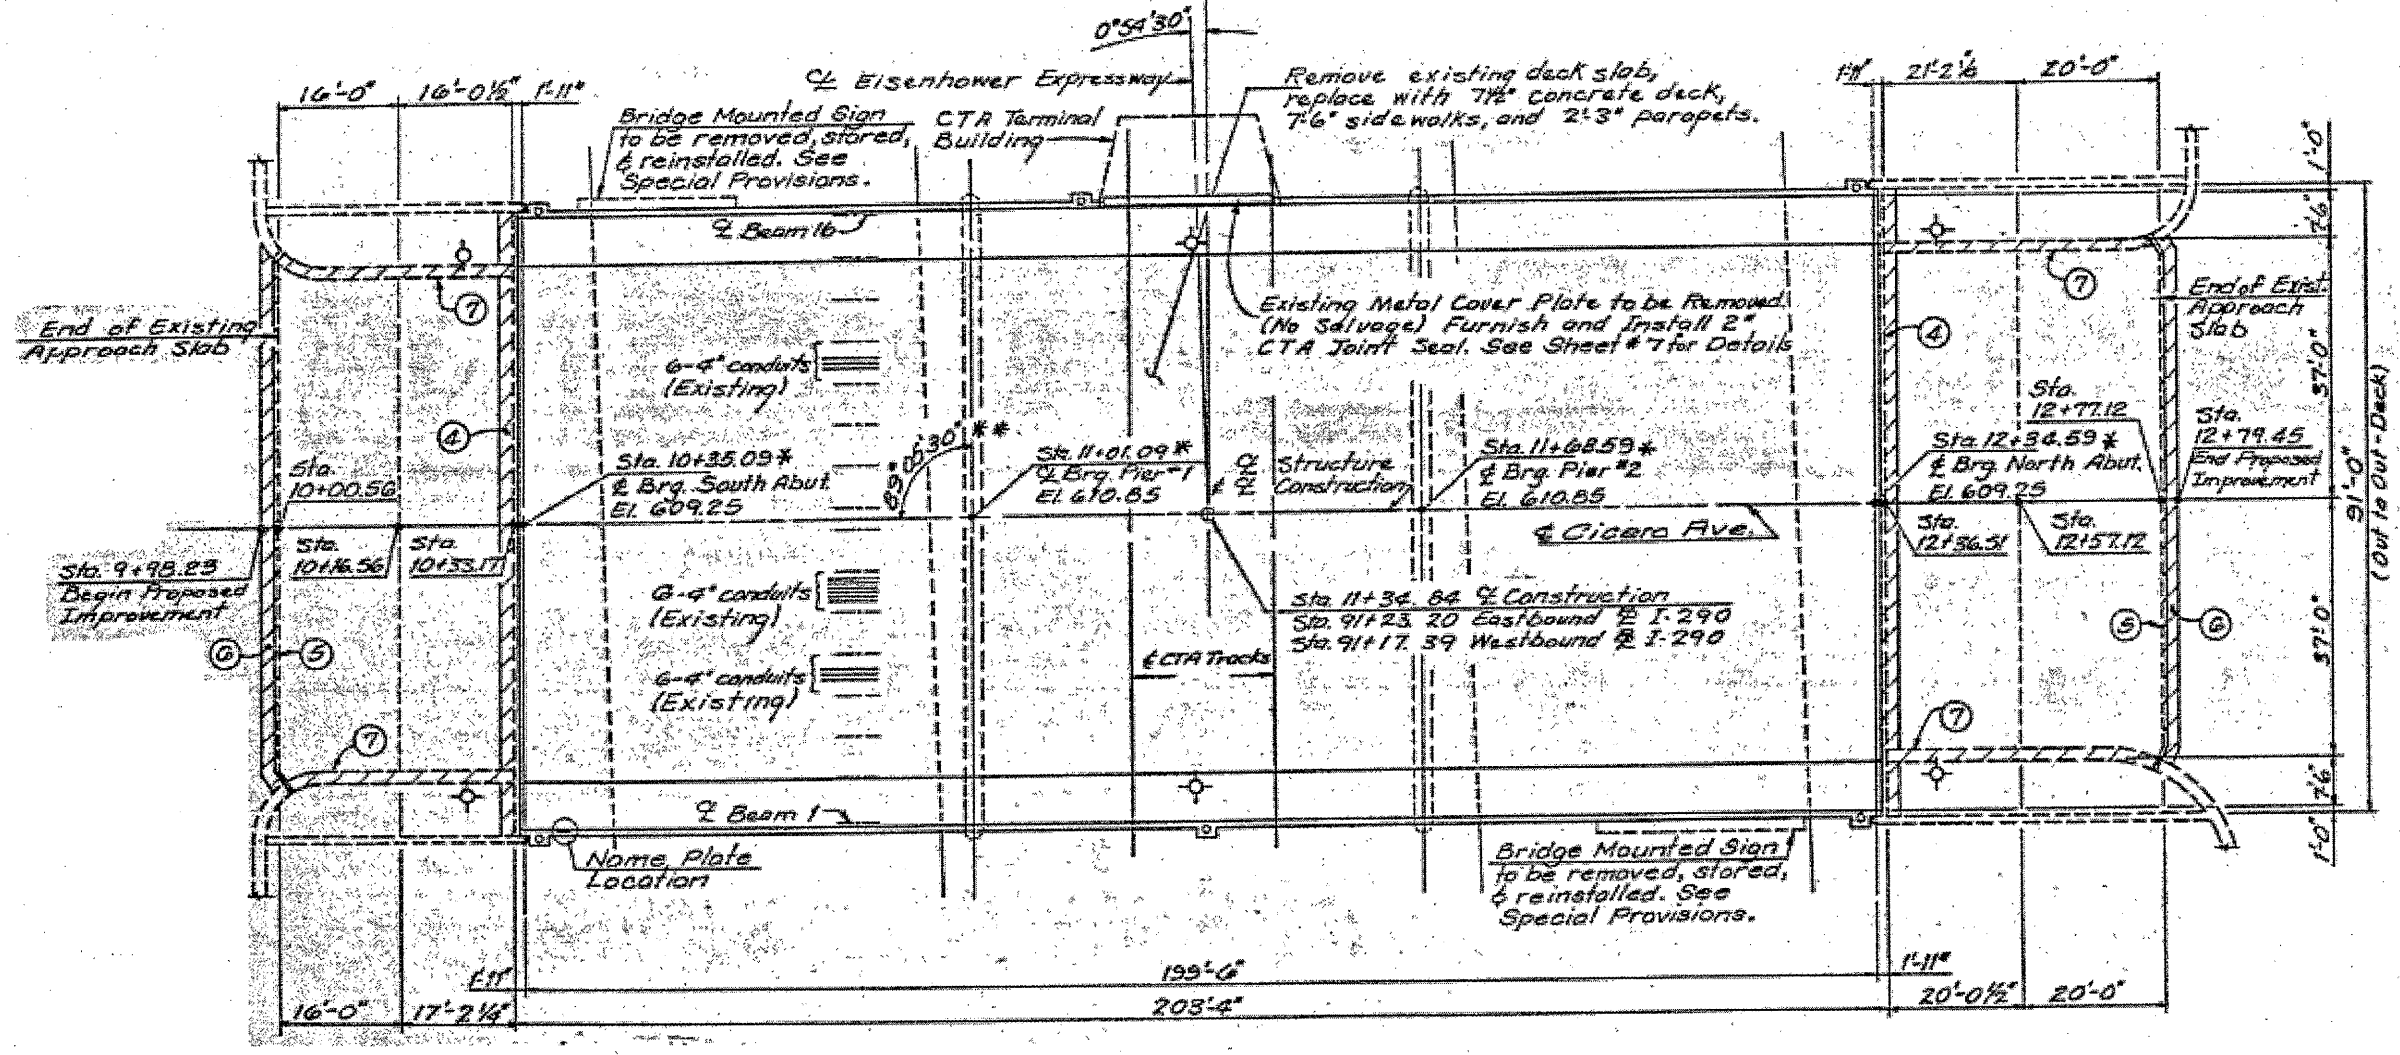 0°54'30"
℄ Eisenhower Expressway
Remove existing deck slab,
replace with 7½" concrete deck,
7'-6" sidewalks, and 2'-3" parapets.
16'-0"
16'-0½"
1'-11"
1'-11"
20'-0"
Bridge Mounted Sign
to be removed, stored,
& reinstalled. See
Special Provisions.
CTA Terminal
Building
1'-0"
7'-6"
37'-0"
91'-0"
(Out to Out-Deck)
37'-0"
7'-6"
1'-0"
℄ Beam 16
7
7
End of Existing
Approach Slab
End of Exist.
Approach
Slab
Existing Metal Cover Plate to be Removed
(No Salvage) Furnish and Install 2"
CTA Joint Seal. See Sheet #7 for Details
4
4
6-4" conduits
(Existing)
89°05'30" **
Sta.
10+00.56
Sta. 10+35.09*
℄ Brg. South Abut.
El. 609.25
Sta. 11+01.09*
℄ Brg. Pier #1
El. 610.85
Structure
Construction
Sta. 11+68.59*
℄ Brg. Pier #2
El. 610.85
Sta. 12+34.59*
℄ Brg. North Abut.
El. 609.25
Sta.
12+77.12
Sta.
12+79.45
End Proposed
Improvement
℄ Cicero Ave.
Sta. 9+98.23
Begin Proposed
Improvement
Sta.
10+16.56
Sta.
10+33.17
Sta.
12+36.51
Sta.
12+57.12
6-4" conduits
(Existing)
Sta. 11+34.84 ℄ Construction
Sta. 91+23.20 Eastbound I-290
Sta. 91+17.39 Westbound I-290
6
5
5
6
6-4" conduits
(Existing)
℄ CTA Tracks
7
7
℄ Beam 1
Name Plate
Location
Bridge Mounted Sign
to be removed, stored,
& reinstalled. See
Special Provisions.
1'-11"
199'-6"
1'-11"
16'-0"
17'-2¼"
203'-4"
20'-0½"
20'-0"